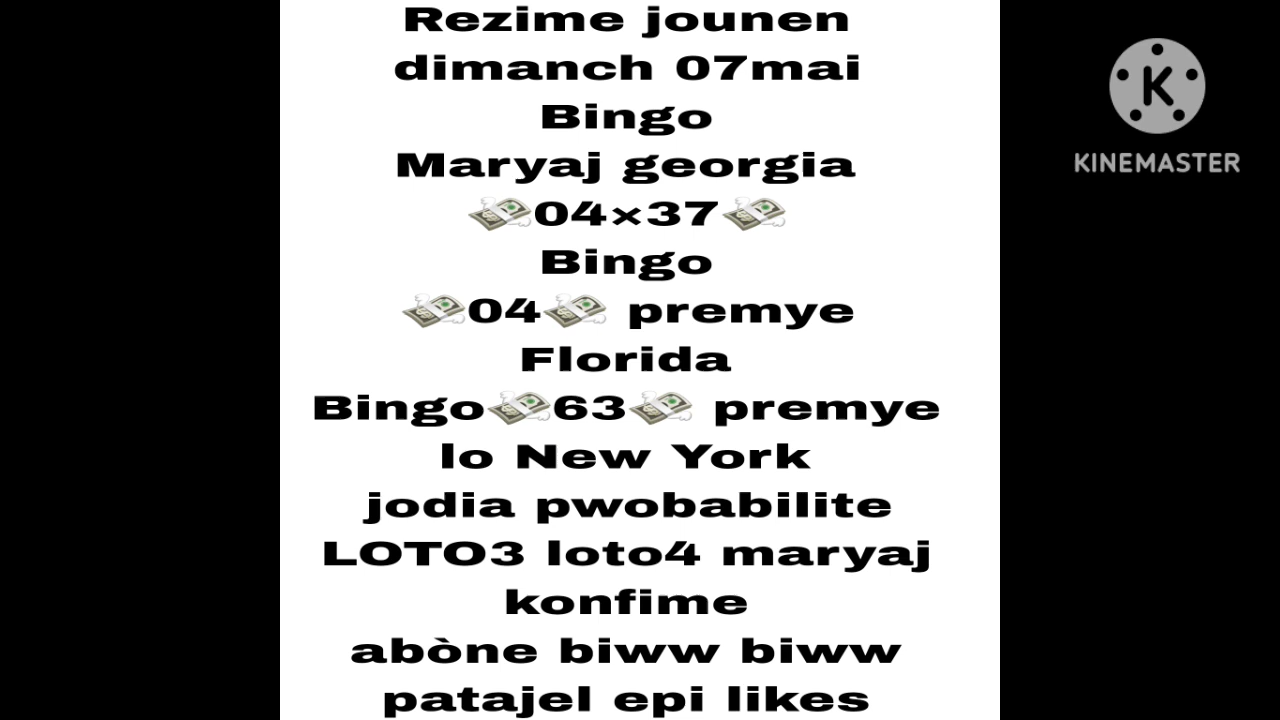 Rezime jounen
dimanch 07mai
Bingo
Maryaj georgia
💸04×37💸
Bingo
💸04💸 premye
Florida
Bingo💸63💸 premye
lo New York
jodia pwobabilite
LOTO3 loto4 maryaj
konfime
abòne biww biww
patajel epi likes
K
KINEMASTER